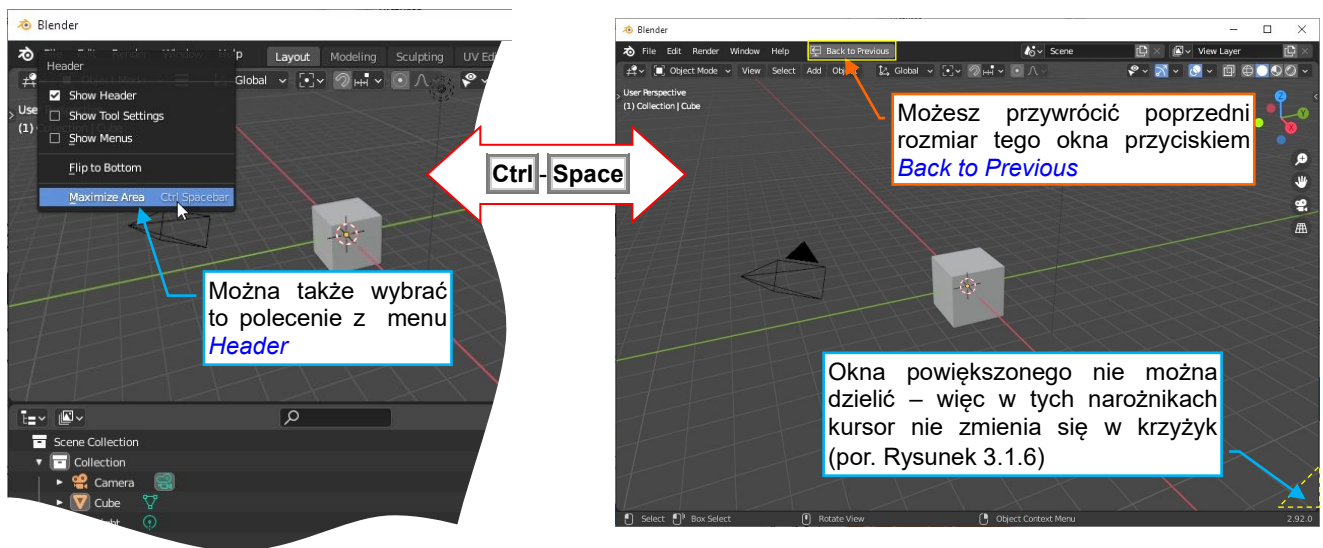 Blender
Layout Modeling Sculpting UV Ed
Header
Global
Show Header
Show Tool Settings
Show Menus
Flip to Bottom
Maximize Area Ctrl Spacebar
Use
(1)
Można także wybrać
to polecenie z menu
Header
Scene Collection
Collection
Camera
Cube
Ctrl - Space
Blender
File Edit Render Window Help Back to Previous Scene View Layer
Object Mode View Select Add Object Global
User Perspective
(1) Collection | Cube
Możesz przywrócić poprzedni
rozmiar tego okna przyciskiem
Back to Previous
Okna powiększonego nie można
dzielić – więc w tych narożnikach
kursor nie zmienia się w krzyżyk
(por. Rysunek 3.1.6)
Select Box Select Rotate View Object Context Menu 2.92.0